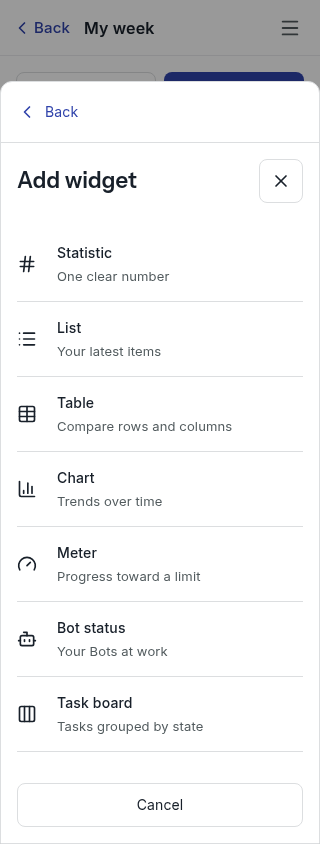 Back My week
Back
Add widget
Statistic
One clear number
List
Your latest items
Table
Compare rows and columns
Chart
Trends over time
Meter
Progress toward a limit
Bot status
Your Bots at work
Task board
Tasks grouped by state
Cancel